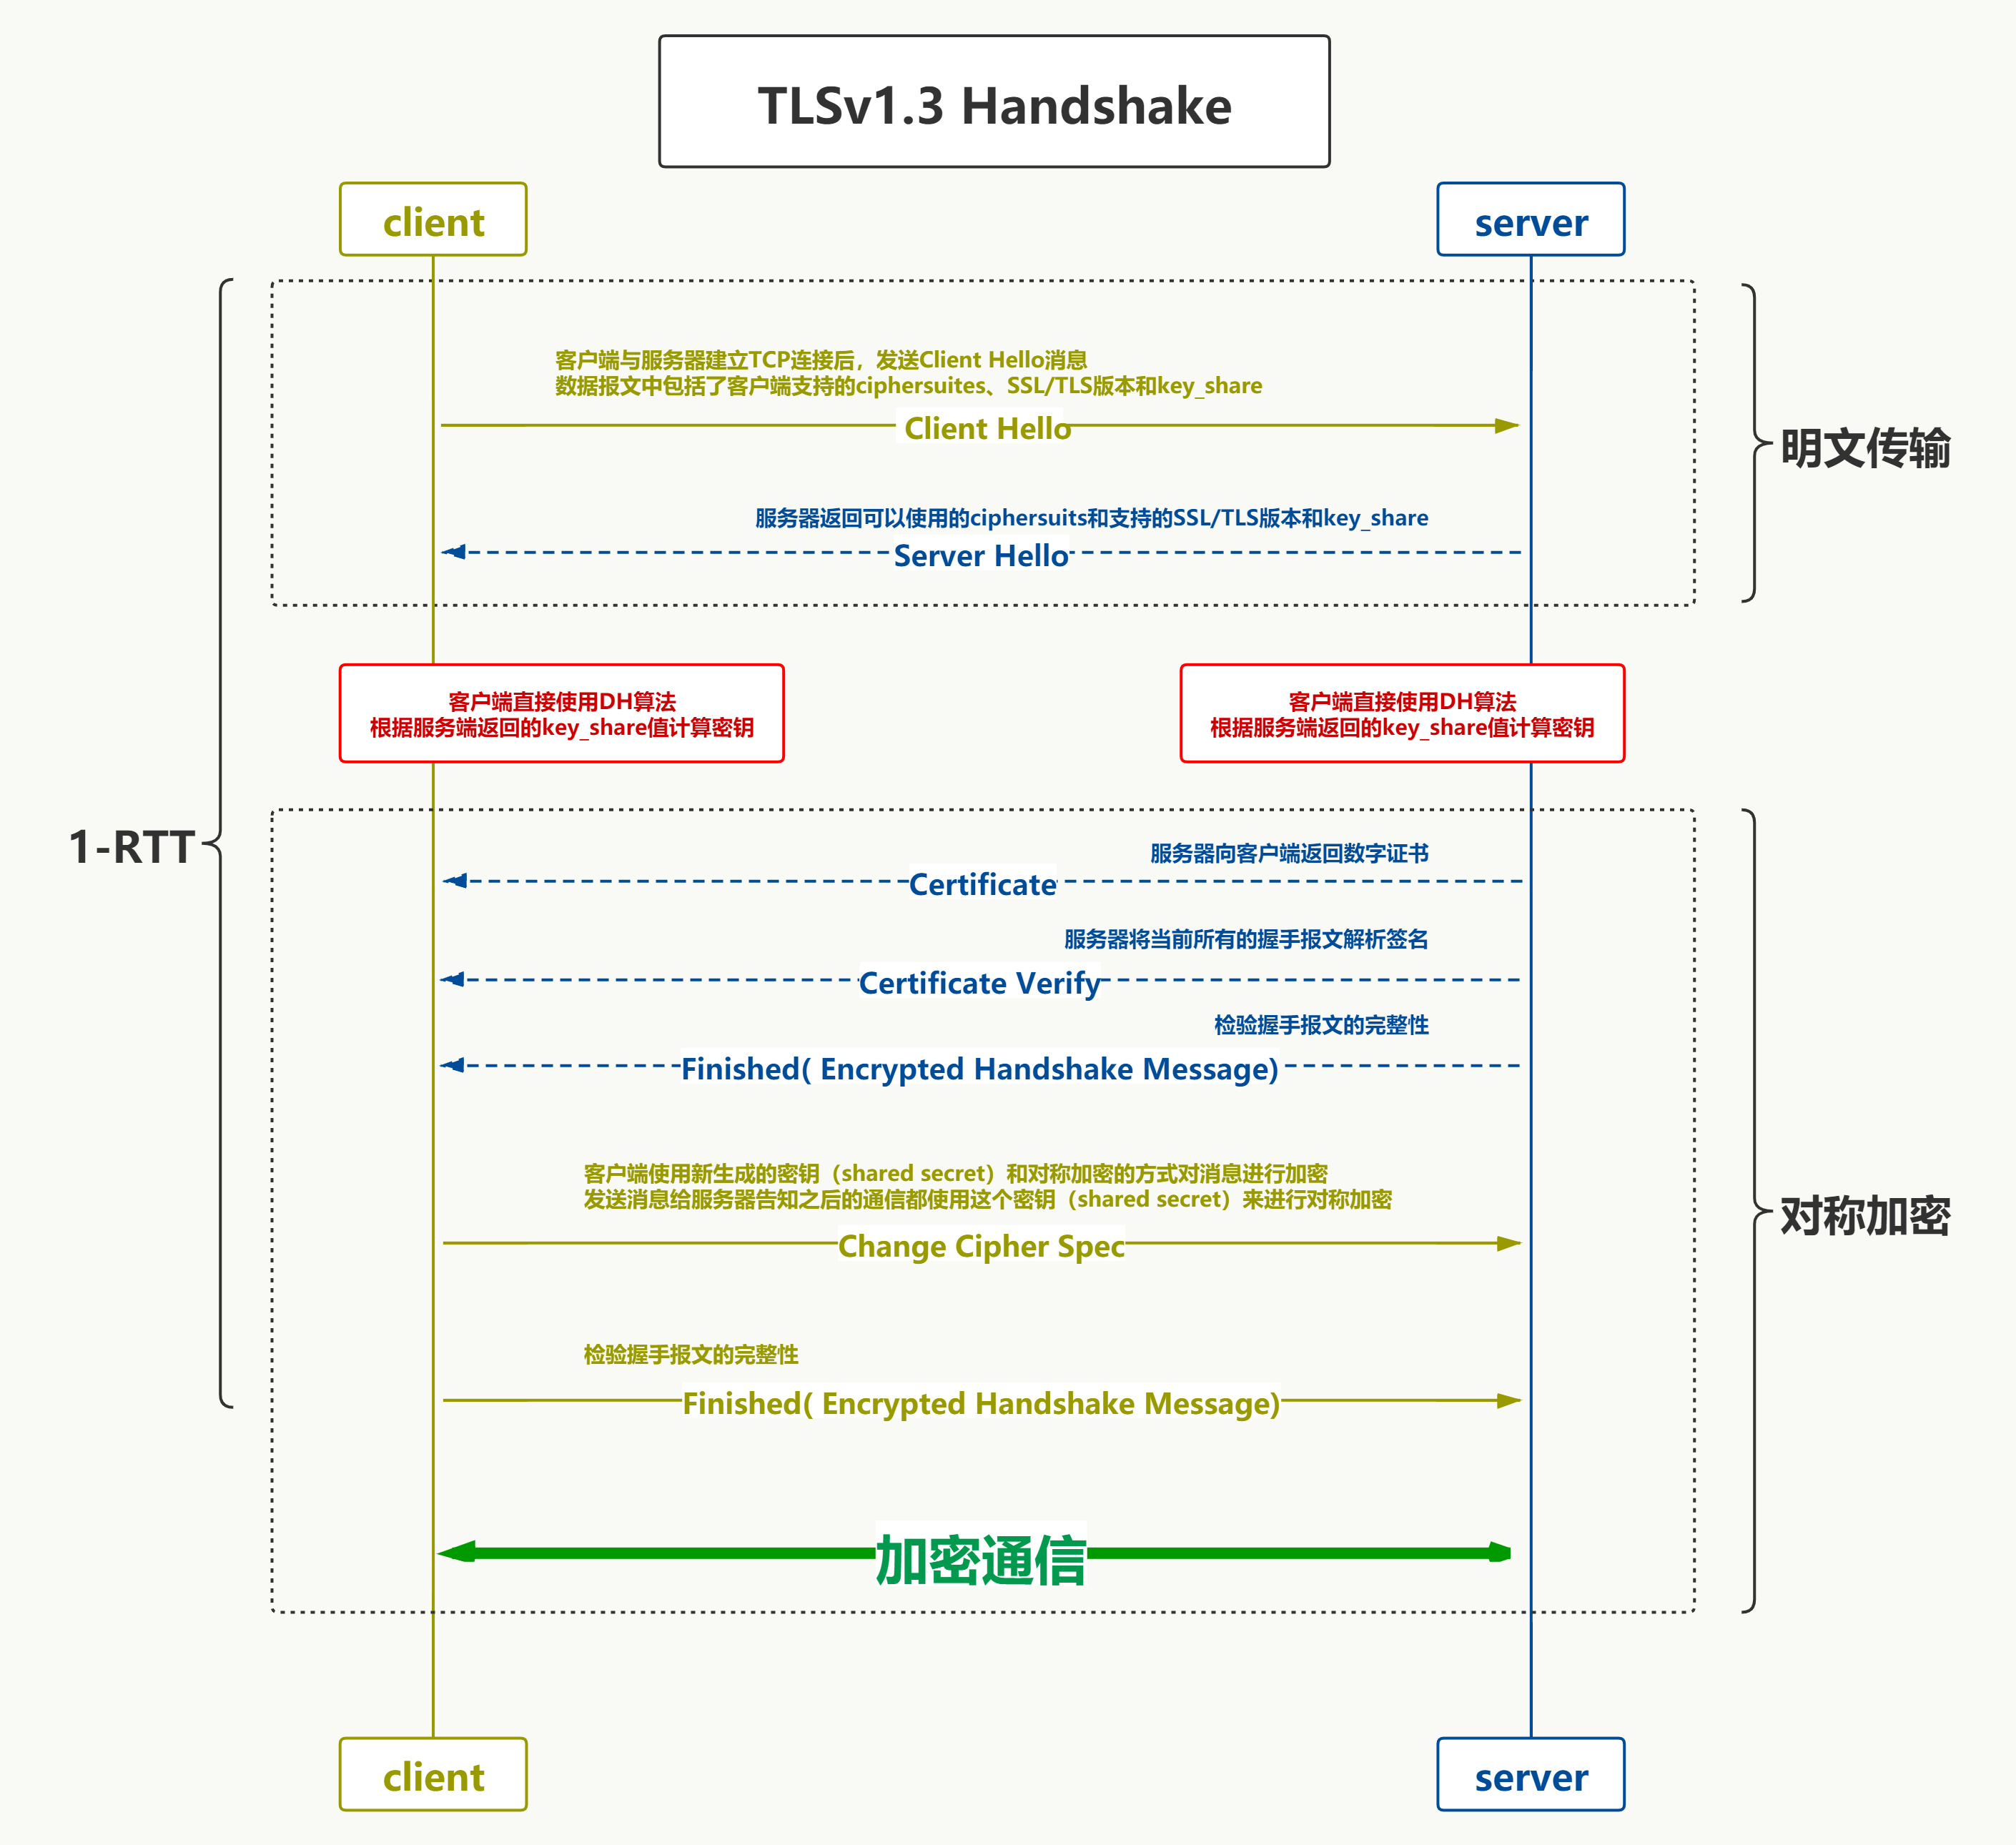 TLSv1.3 Handshake
client
server
客户端与服务器建立TCP连接后，发送Client Hello消息
数据报文中包括了客户端支持的ciphersuites、SSL/TLS版本和key_share
Client Hello
明文传输
服务器返回可以使用的ciphersuits和支持的SSL/TLS版本和key_share
Server Hello
客户端直接使用DH算法
根据服务端返回的key_share值计算密钥
客户端直接使用DH算法
根据服务端返回的key_share值计算密钥
1-RTT
服务器向客户端返回数字证书
Certificate
服务器将当前所有的握手报文解析签名
Certificate Verify
检验握手报文的完整性
Finished( Encrypted Handshake Message)
客户端使用新生成的密钥（shared secret）和对称加密的方式对消息进行加密
发送消息给服务器告知之后的通信都使用这个密钥（shared secret）来进行对称加密
Change Cipher Spec
对称加密
检验握手报文的完整性
Finished( Encrypted Handshake Message)
加密通信
client
server